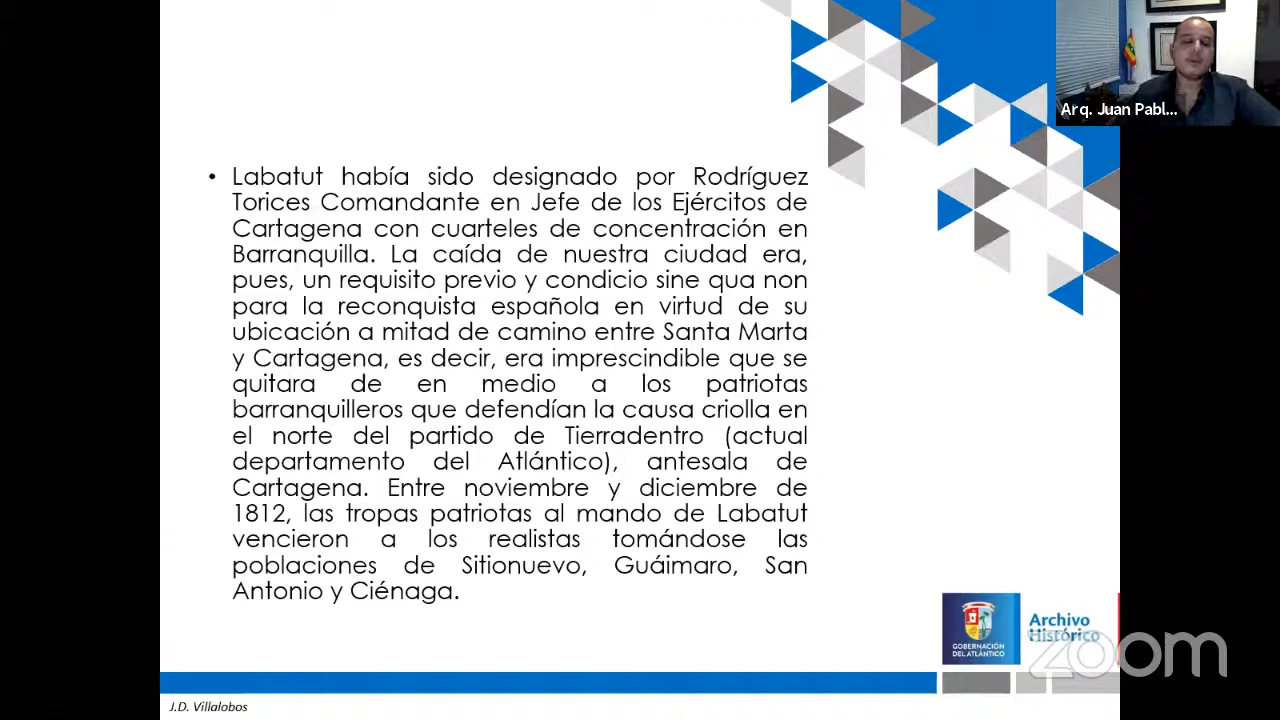 Arq. Juan Pabl...
• Labatut había sido designado por Rodríguez
Torices Comandante en Jefe de los Ejércitos de
Cartagena con cuarteles de concentración en
Barranquilla. La caída de nuestra ciudad era,
pues, un requisito previo y condicio sine qua non
para la reconquista española en virtud de su
ubicación a mitad de camino entre Santa Marta
y Cartagena, es decir, era imprescindible que se
quitara de en medio a los patriotas
barranquilleros que defendían la causa criolla en
el norte del partido de Tierradentro (actual
departamento del Atlántico), antesala de
Cartagena. Entre noviembre y diciembre de
1812, las tropas patriotas al mando de Labatut
vencieron a los realistas tomándose las
poblaciones de Sitionuevo, Guáimaro, San
Antonio y Ciénaga.
GOBERNACIÓN
DEL ATLÁNTICO
Archivo
Histórico
zoom
J.D. Villalobos